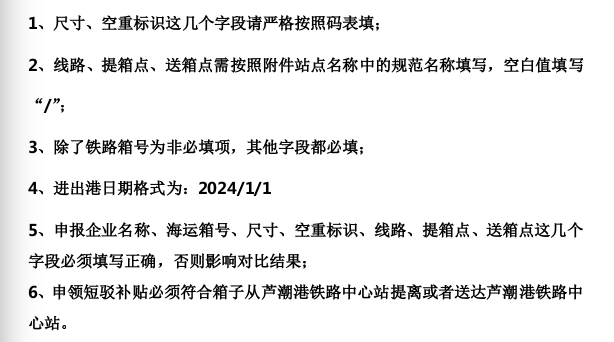 1、尺寸、空重标识这几个字段请严格按照码表填；
2、线路、提箱点、送箱点需按照附件站点名称中的规范名称填写，空白值填写
“/”；
3、除了铁路箱号为非必填项，其他字段都必填；
4、进出港日期格式为：2024/1/1
5、申报企业名称、海运箱号、尺寸、空重标识、线路、提箱点、送箱点这几个
字段必须填写正确，否则影响对比结果；
6、申领短驳补贴必须符合箱子从芦潮港铁路中心站提离或者送达芦潮港铁路中
心站。